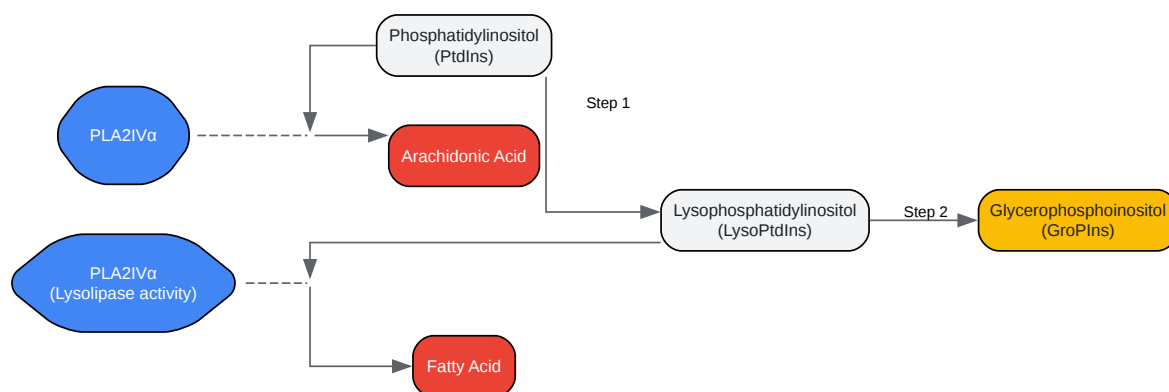 Phosphatidylinositol
(PtdIns)
Step 1
PLA2IVα
Arachidonic Acid
Lysophosphatidylinositol
(LysoPtdIns)
Step 2
Glycerophosphoinositol
(GroPIns)
PLA2IVα
(Lysolipase activity)
Fatty Acid